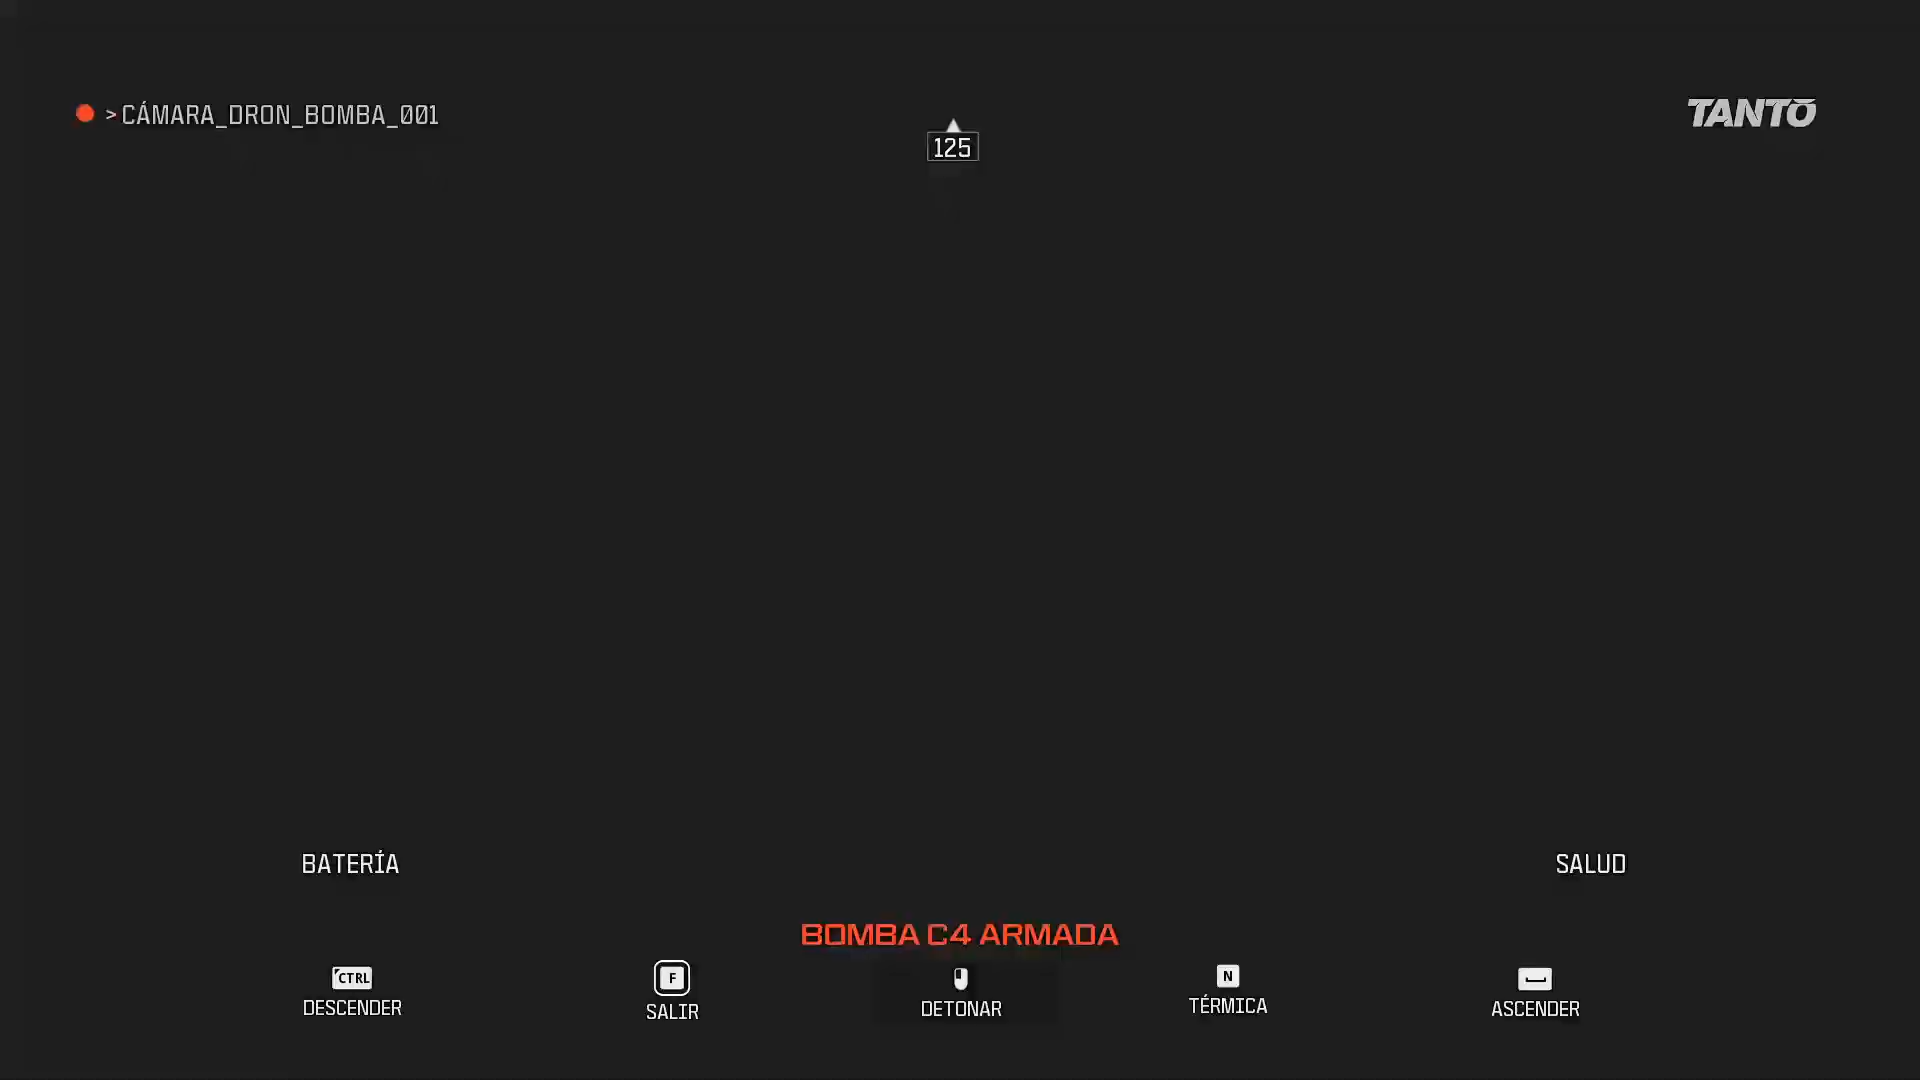 >CÁMARA_DRON_BOMBA_001
TANTO
125
BATERÍA
SALUD
BOMBA C4 ARMADA
CTRL
DESCENDER
F
SALIR
DETONAR
N
TÉRMICA
ASCENDER